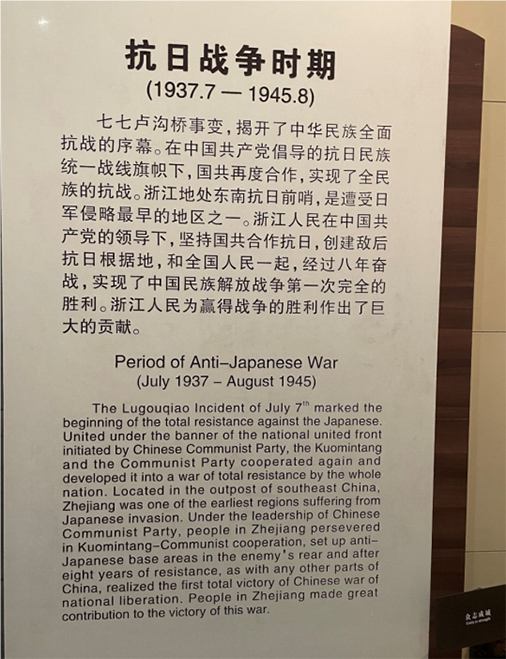 抗日战争时期
(1937.7 — 1945.8)
七七卢沟桥事变，揭开了中华民族全面
抗战的序幕。在中国共产党倡导的抗日民族
统一战线旗帜下，国共再度合作，实现了全民
族的抗战。浙江地处东南抗日前哨，是遭受日
军侵略最早的地区之一。浙江人民在中国共
产党的领导下，坚持国共合作抗日，创建敌后
抗日根据地，和全国人民一起，经过八年奋
战，实现了中国民族解放战争第一次完全的
胜利。浙江人民为赢得战争的胜利作出了巨
大的贡献。
Period of Anti-Japanese War
(July 1937 – August 1945)
The Lugouqiao Incident of July 7th marked the
beginning of the total resistance against the Japanese.
United under the banner of the national united front
initiated by Chinese Communist Party, the Kuomintang
and the Communist Party cooperated again and
developed it into a war of total resistance by the whole
nation. Located in the outpost of southeast China,
Zhejiang was one of the earliest regions suffering from
Japanese invasion. Under the leadership of Chinese
Communist Party, people in Zhejiang persevered
in Kuomintang-Communist cooperation, set up anti-
Japanese base areas in the enemy's rear and after
eight years of resistance, as with any other parts of
China, realized the first total victory of Chinese war of
national liberation. People in Zhejiang made great
contribution to the victory of this war.
众志成城